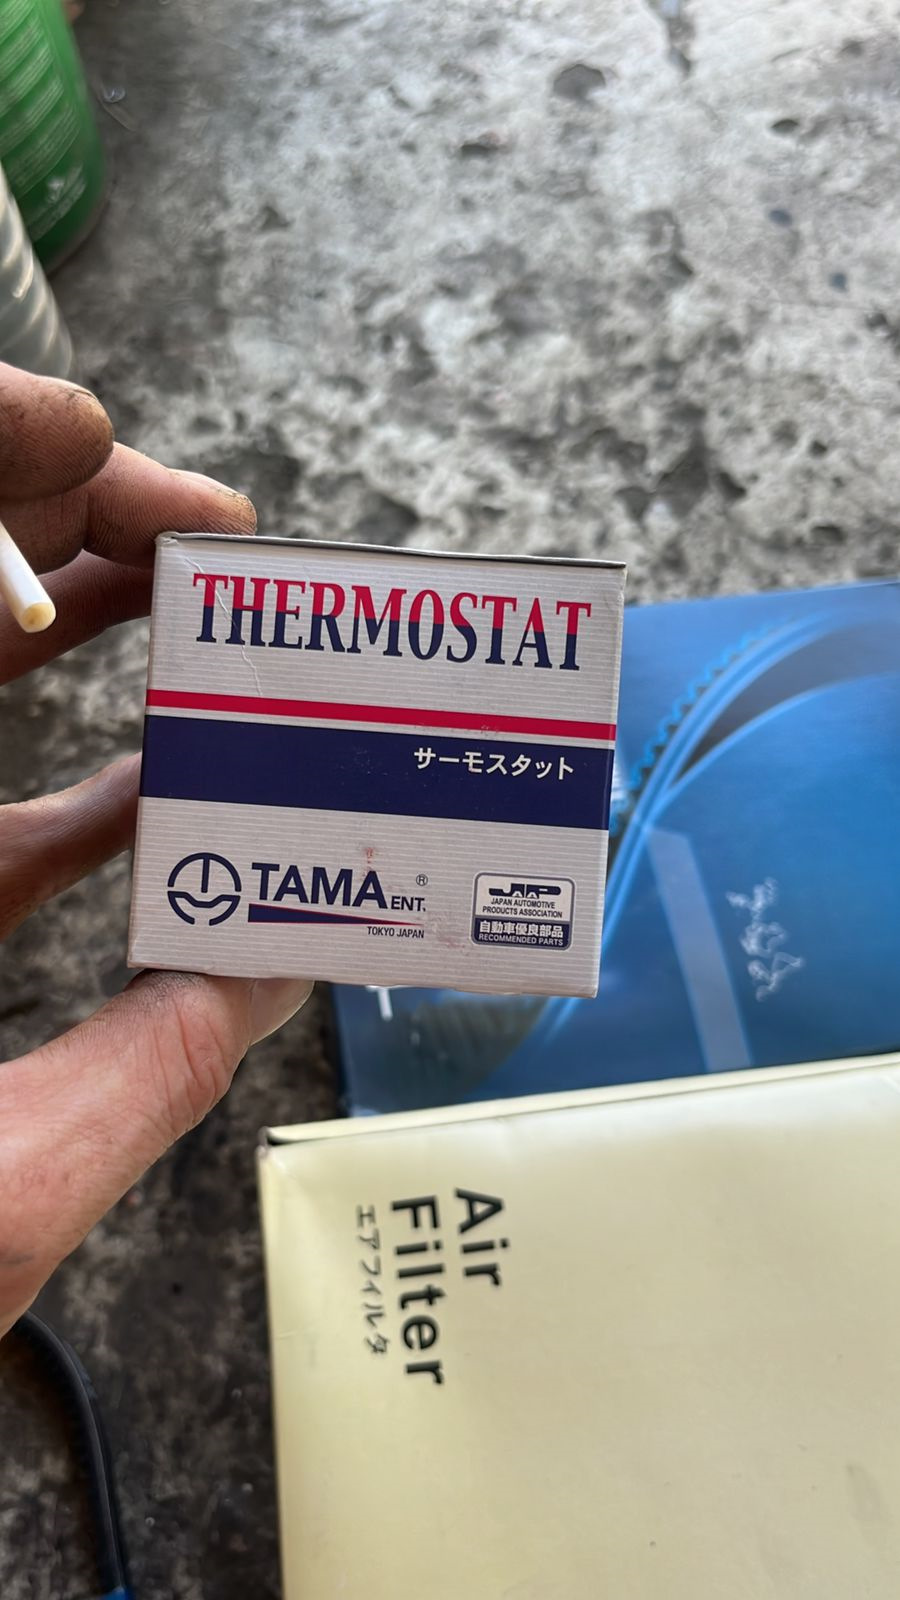 THERMOSTAT
サーモスタット
TAMA ENT. ®
TOKYO JAPAN
JAPA
JAPAN AUTOMOTIVE
PRODUCTS ASSOCIATION
自動車優良部品
RECOMMENDED PARTS
Air
Filter
エアフィルタ